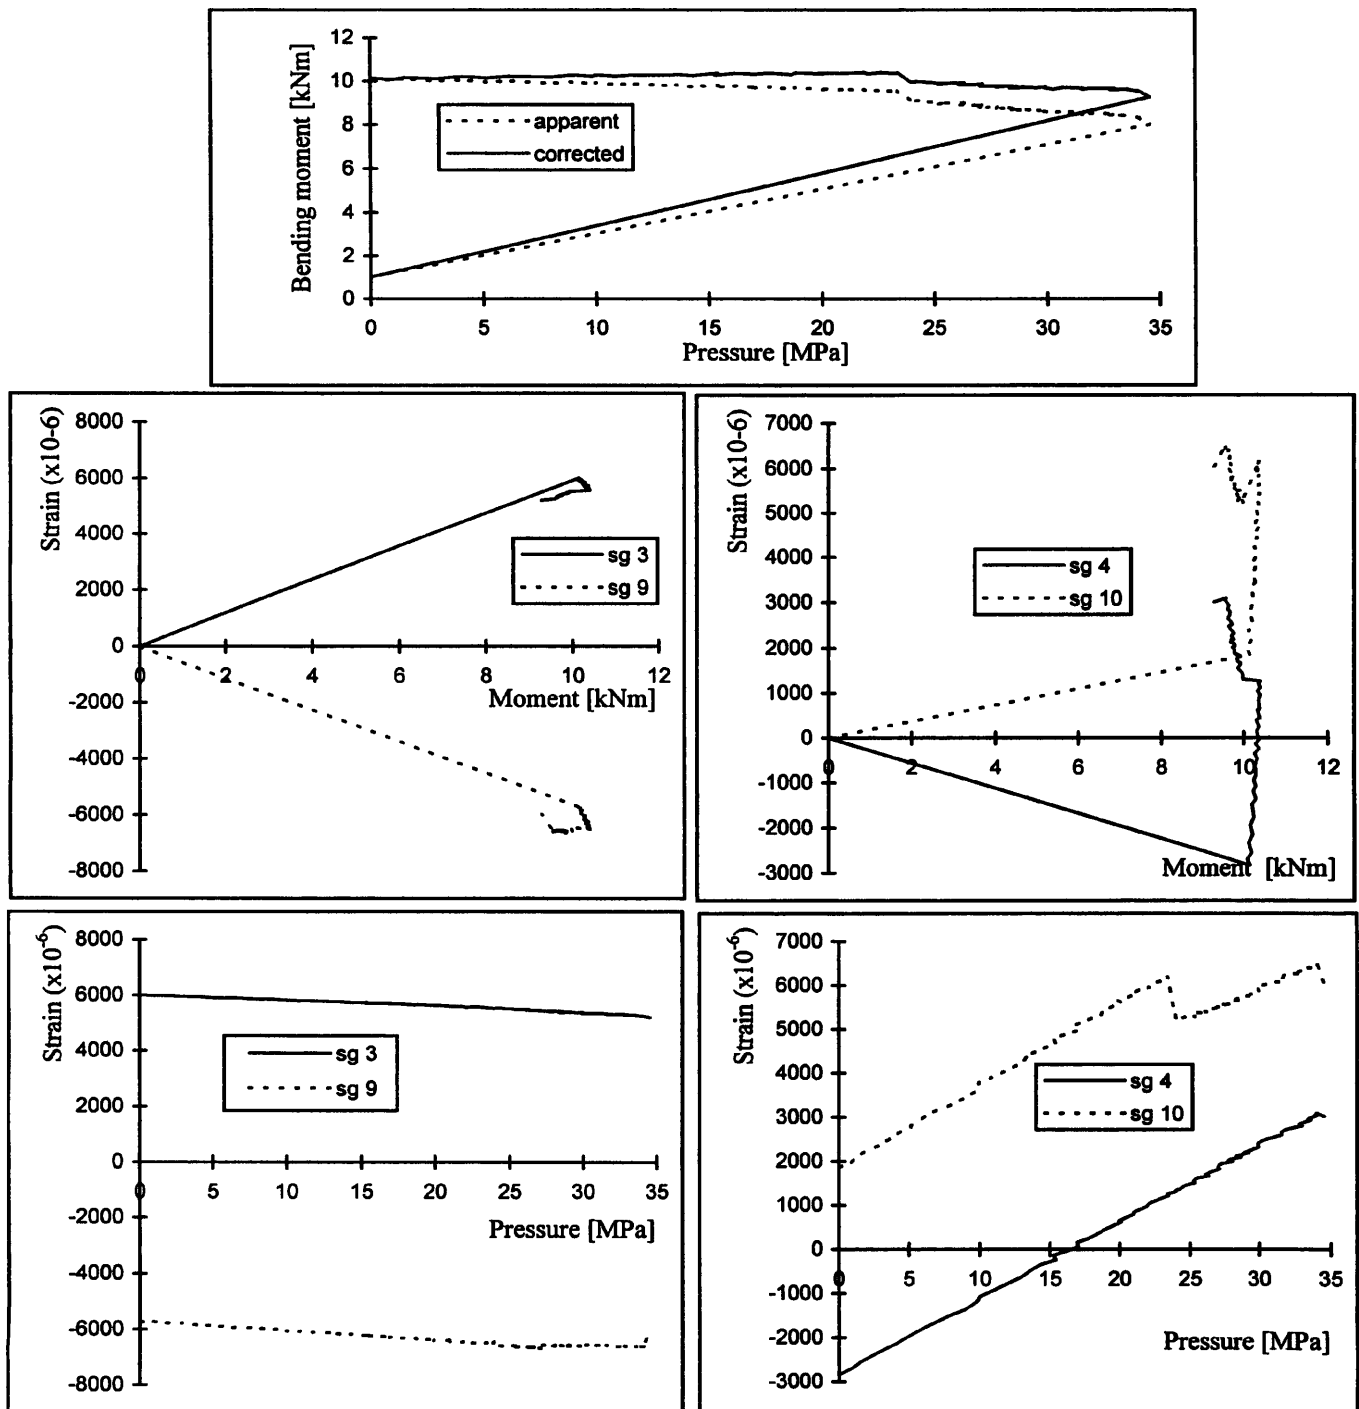 12
10
8
6
4
2
0
Bending moment [kNm]
apparent
corrected
0 5 10 15 20 25 30 35
Pressure [MPa]
8000
6000
4000
2000
0
-2000
-4000
-6000
-8000
Strain (x10-6)
sg 3
sg 9
0 2 4 6 8 10 12
Moment [kNm]
7000
6000
5000
4000
3000
2000
1000
0
-1000
-2000
-3000
Strain (x10-6)
sg 4
sg 10
0 2 4 6 8 10 12
Moment [kNm]
8000
6000
4000
2000
0
-2000
-4000
-6000
-8000
Strain (x10⁻⁶)
sg 3
sg 9
0 5 10 15 20 25 30 35
Pressure [MPa]
7000
6000
5000
4000
3000
2000
1000
0
-1000
-2000
-3000
Strain (x10⁻⁶)
sg 4
sg 10
0 5 10 15 20 25 30 35
Pressure [MPa]